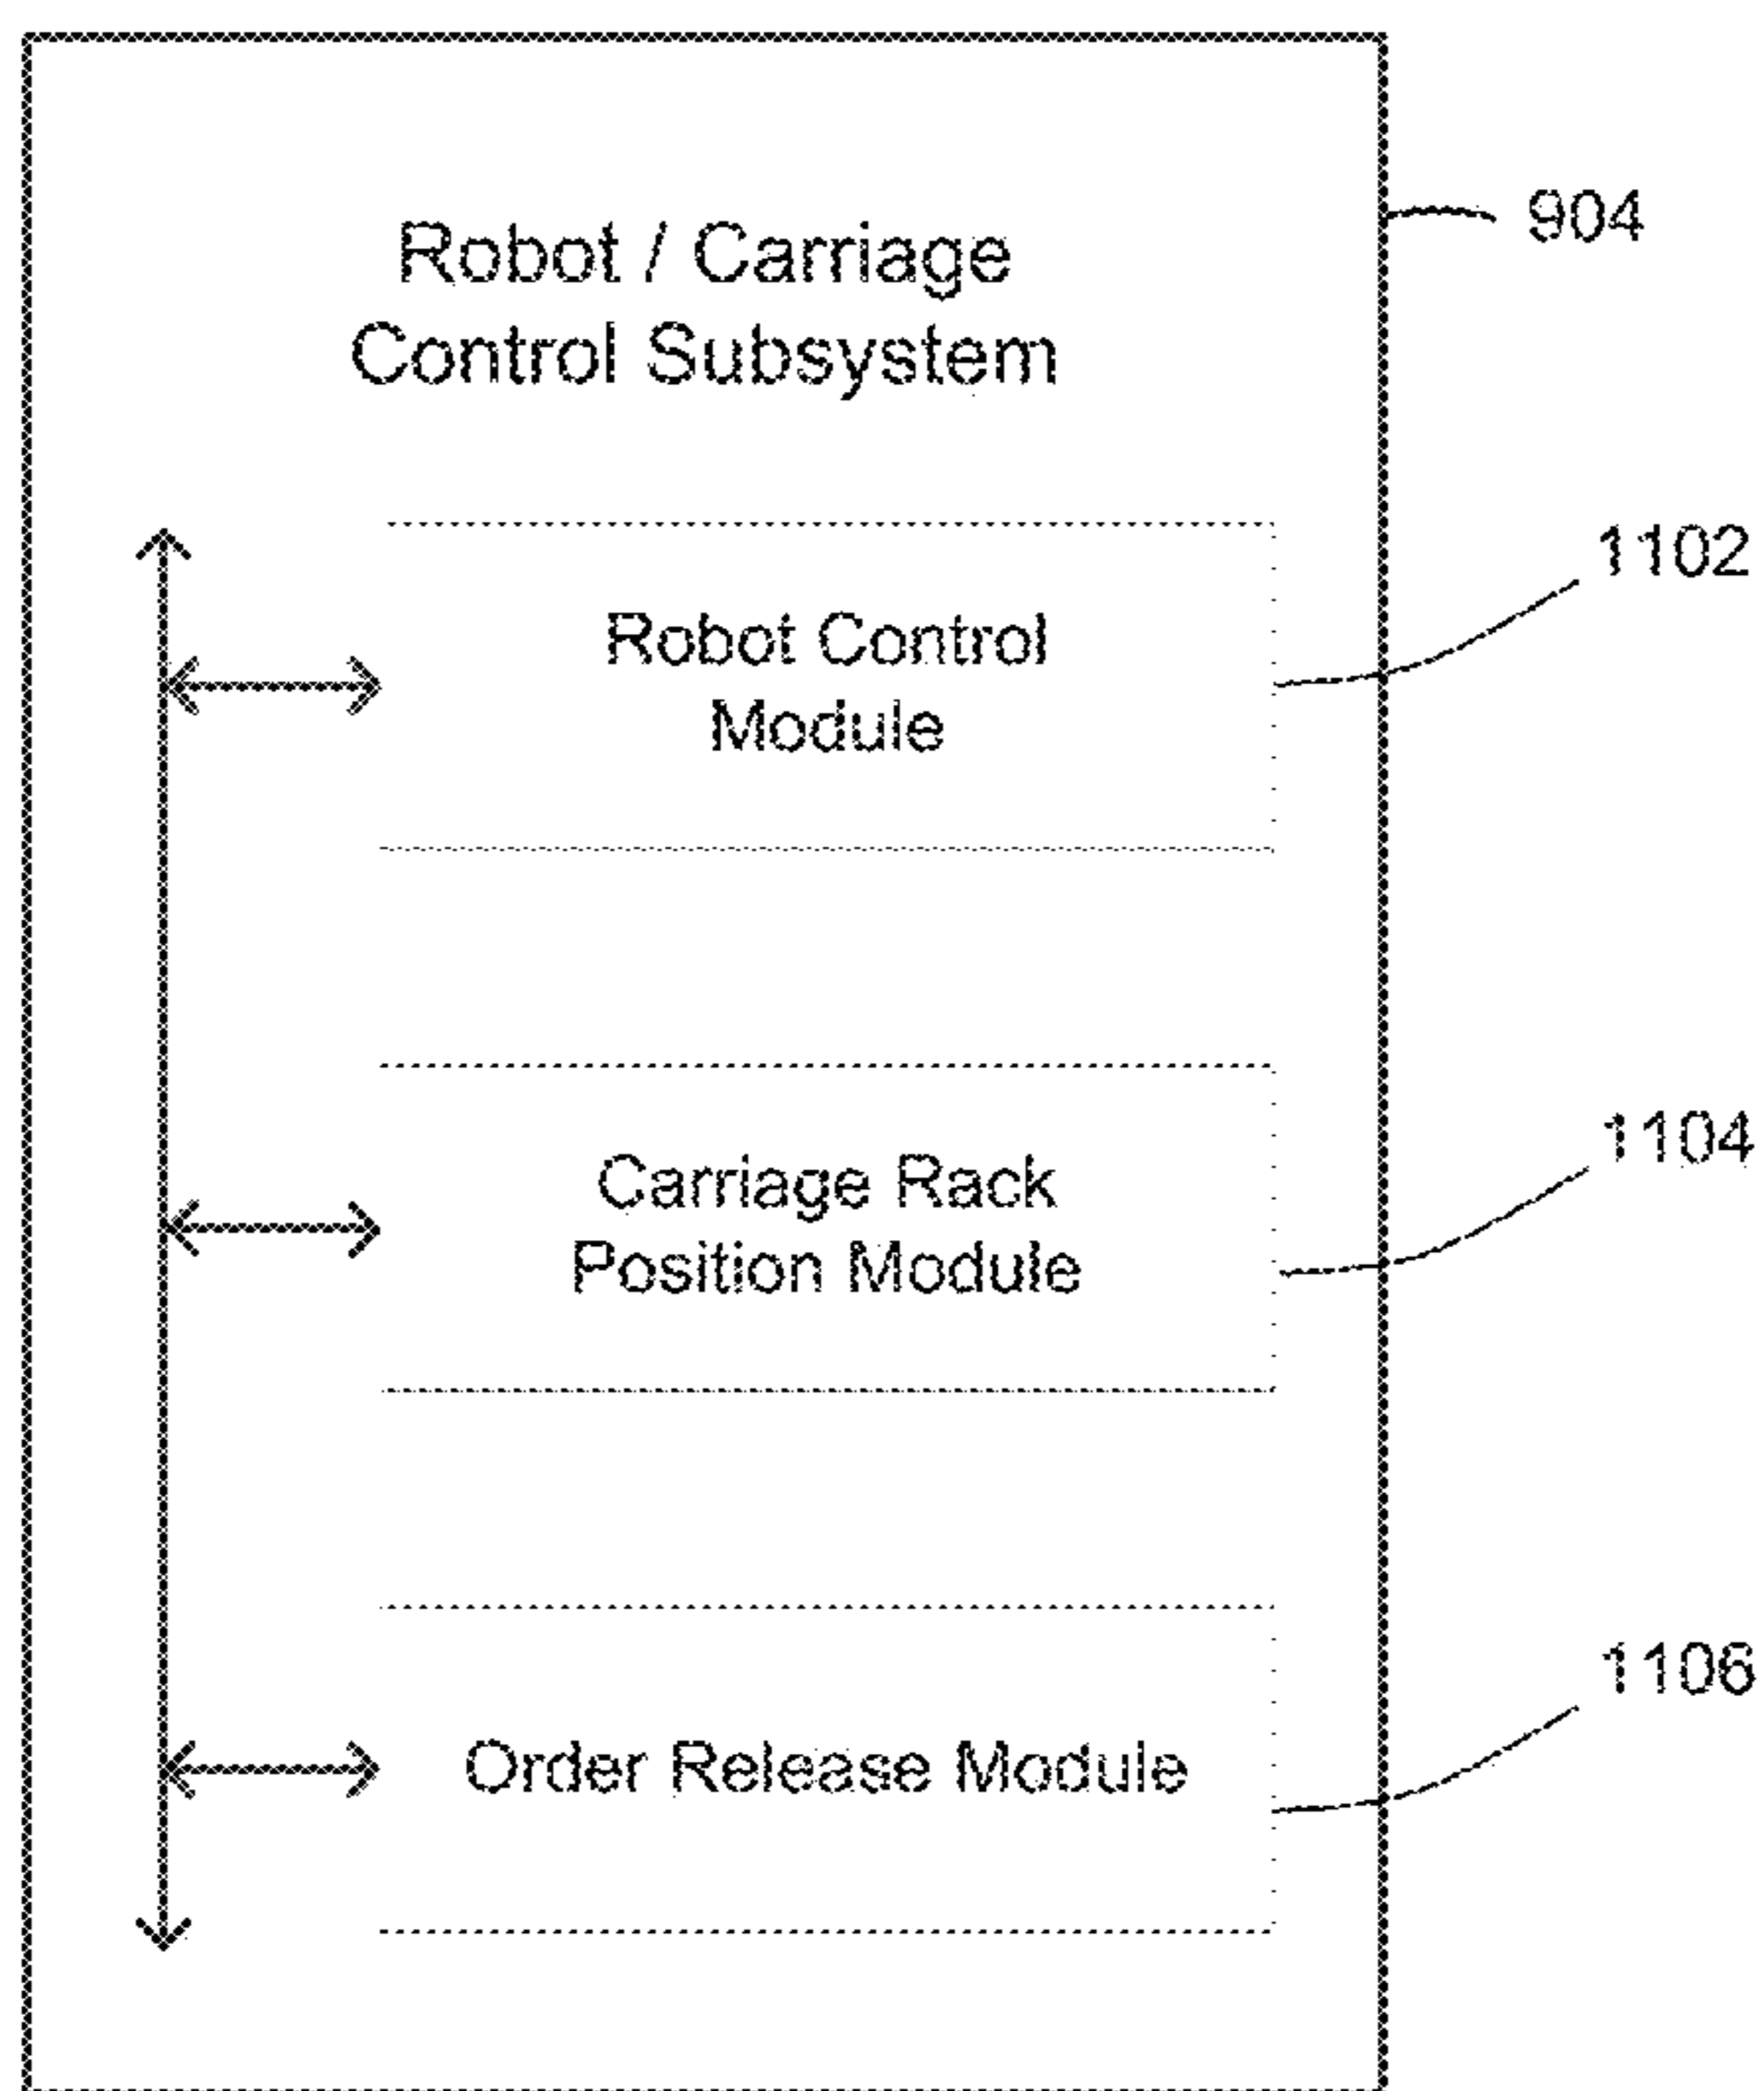 904
Robot / Carriage
Control Subsystem
1102
Robot Control
Module
1104
Carriage Rack
Position Module
1106
Order Release Module